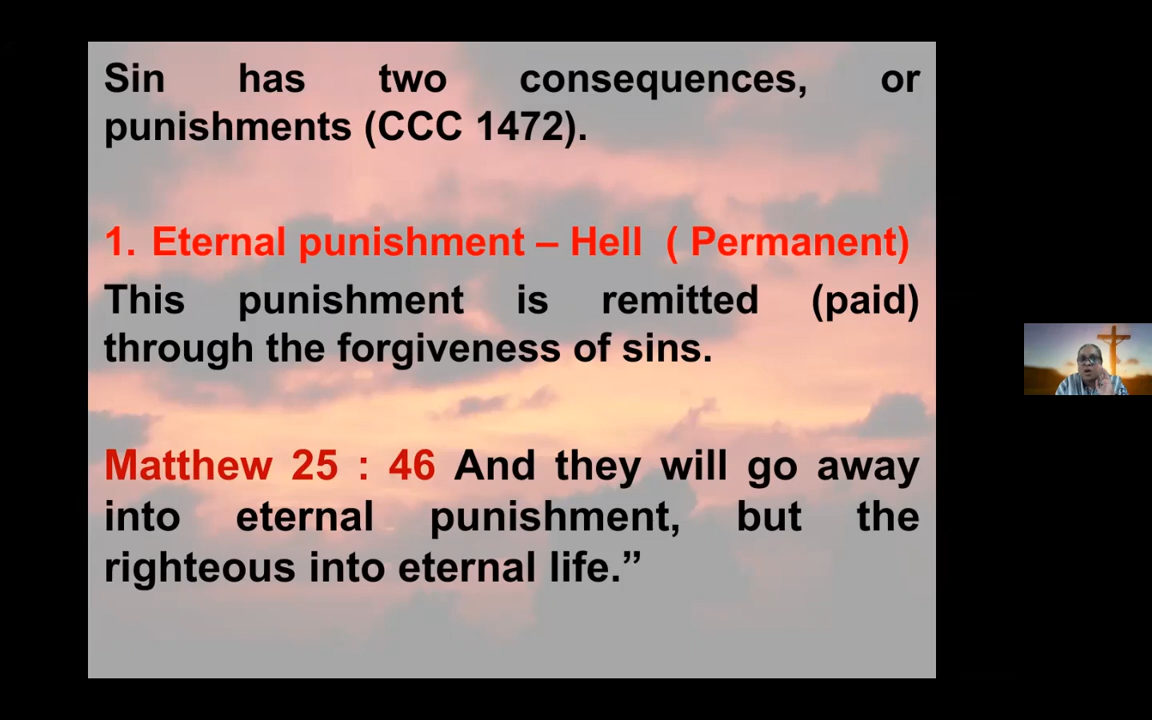 Sin has two consequences, or
punishments (CCC 1472).
1. Eternal punishment – Hell ( Permanent)
This punishment is remitted (paid)
through the forgiveness of sins.
Matthew 25 : 46 And they will go away
into eternal punishment, but the
righteous into eternal life.”